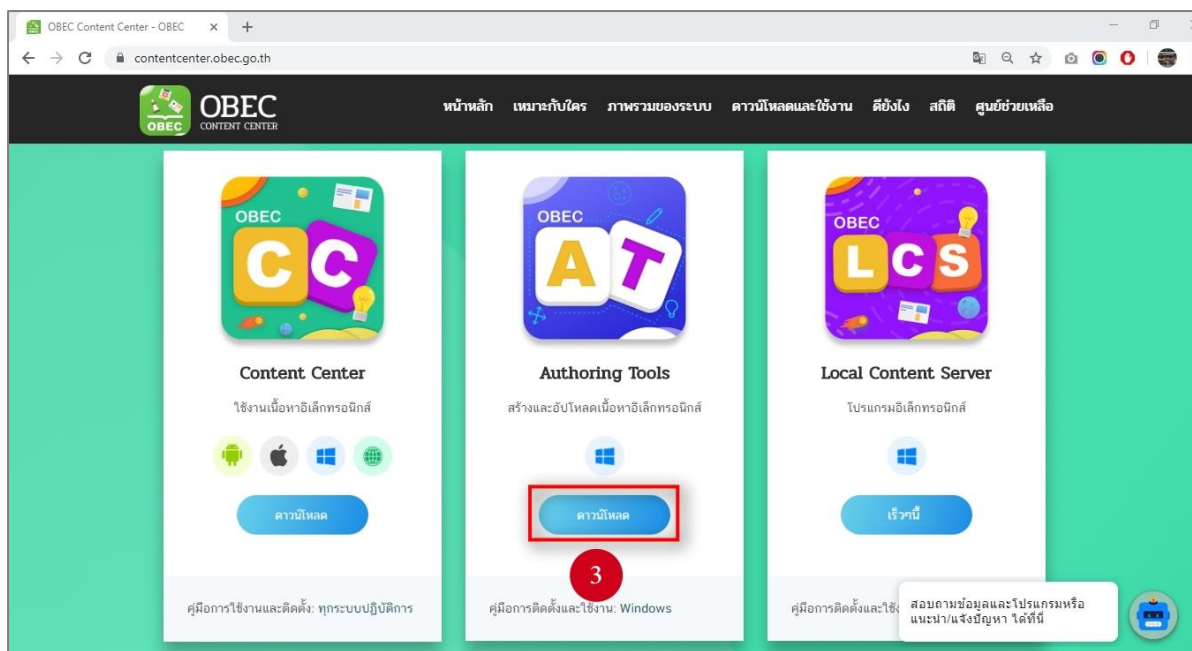 OBEC Content Center - OBEC
contentcenter.obec.go.th
OBEC
OBEC
CONTENT CENTER
หน้าหลัก เหมาะกับใคร ภาพรวมของระบบ ดาวน์โหลดและใช้งาน ดียังไง สถิติ ศูนย์ช่วยเหลือ
OBEC
CC
Content Center
ใช้งานเนื้อหาอิเล็กทรอนิกส์
ดาวน์โหลด
คู่มือการใช้งานและติดตั้ง: ทุกระบบปฏิบัติการ
OBEC
AT
Authoring Tools
สร้างและอัปโหลดเนื้อหาอิเล็กทรอนิกส์
ดาวน์โหลด
3
คู่มือการติดตั้งและใช้งาน: Windows
OBEC
LCS
Local Content Server
โปรแกรมอิเล็กทรอนิกส์
เร็วๆนี้
คู่มือการติดตั้งและใช้
สอบถามข้อมูลและโปรแกรมหรือ
แนะนำ/แจ้งปัญหา ได้ที่นี่